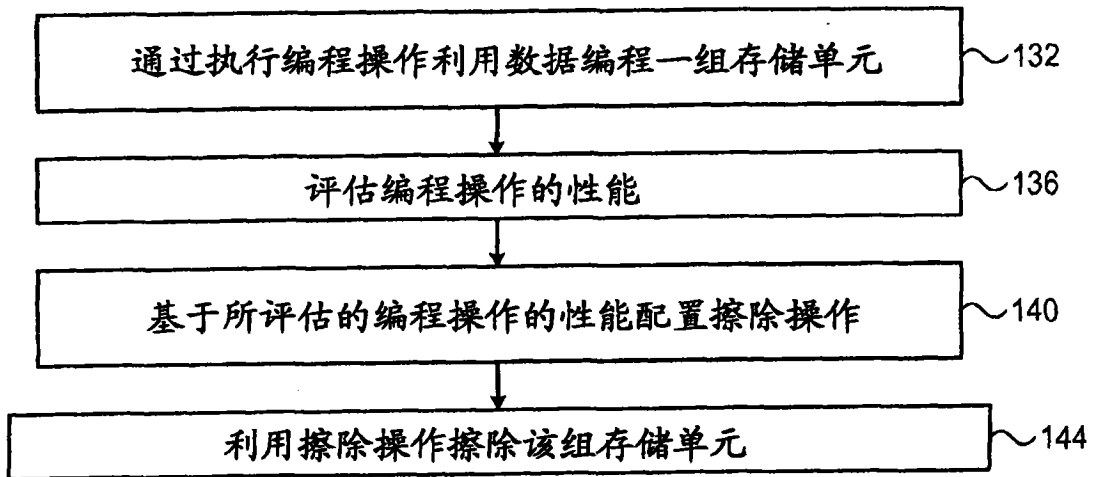 通过执行编程操作利用数据编程一组存储单元 132
评估编程操作的性能 136
基于所评估的编程操作的性能配置擦除操作 140
利用擦除操作擦除该组存储单元 144